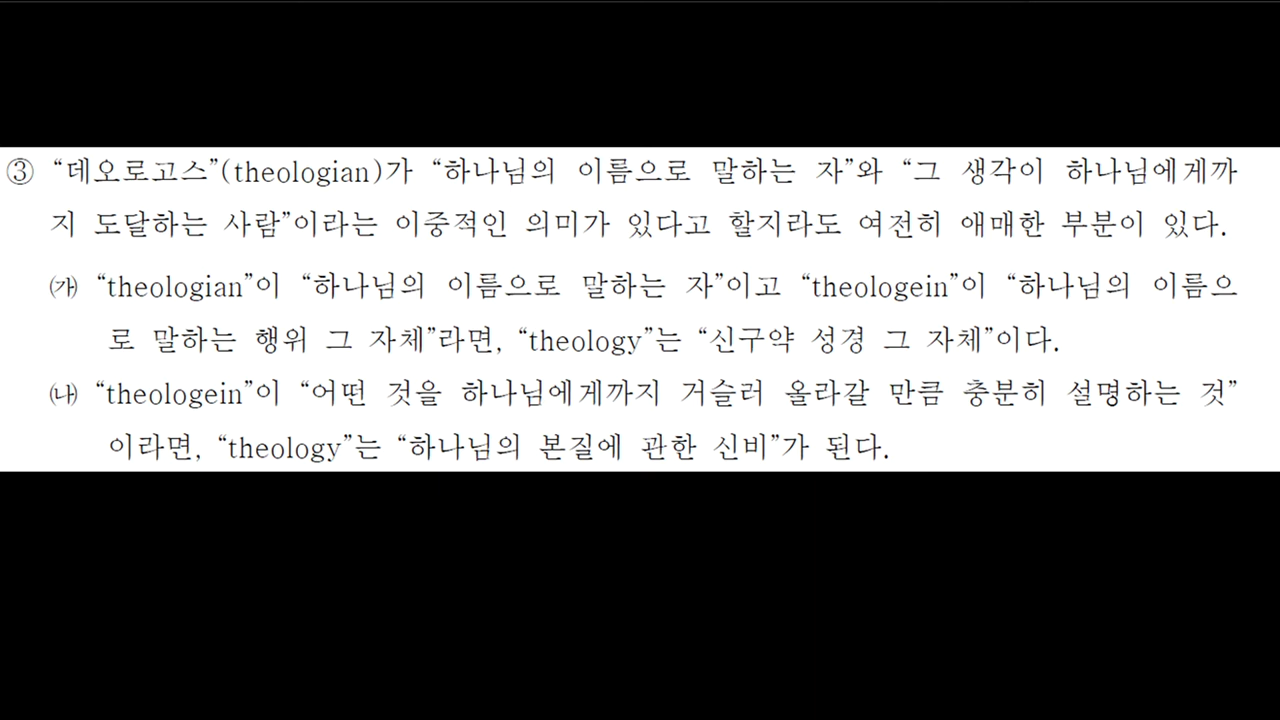 ③ “데오로고스”(theologian)가 “하나님의 이름으로 말하는 자”와 “그 생각이 하나님에게까
지 도달하는 사람”이라는 이중적인 의미가 있다고 할지라도 여전히 애매한 부분이 있다.
㈎ “theologian”이 “하나님의 이름으로 말하는 자”이고 “theologein”이 “하나님의 이름으
로 말하는 행위 그 자체”라면, “theology”는 “신구약 성경 그 자체”이다.
㈏ “theologein”이 “어떤 것을 하나님에게까지 거슬러 올라갈 만큼 충분히 설명하는 것”
이라면, “theology”는 “하나님의 본질에 관한 신비”가 된다.